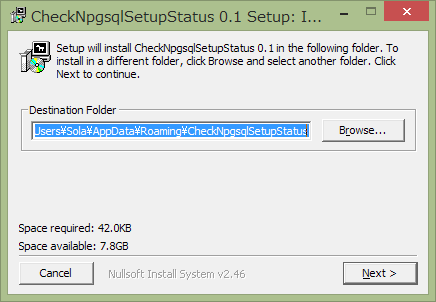 CheckNpgsqlSetupStatus 0.1 Setup: I...
Setup will install CheckNpgsqlSetupStatus 0.1 in the following folder. To
install in a different folder, click Browse and select another folder. Click
Next to continue.
Destination Folder
Users¥Sola¥AppData¥Roaming¥CheckNpgsqlSetupStatus
Browse...
Space required: 42.0KB
Space available: 7.8GB
Cancel
Nullsoft Install System v2.46
Next >